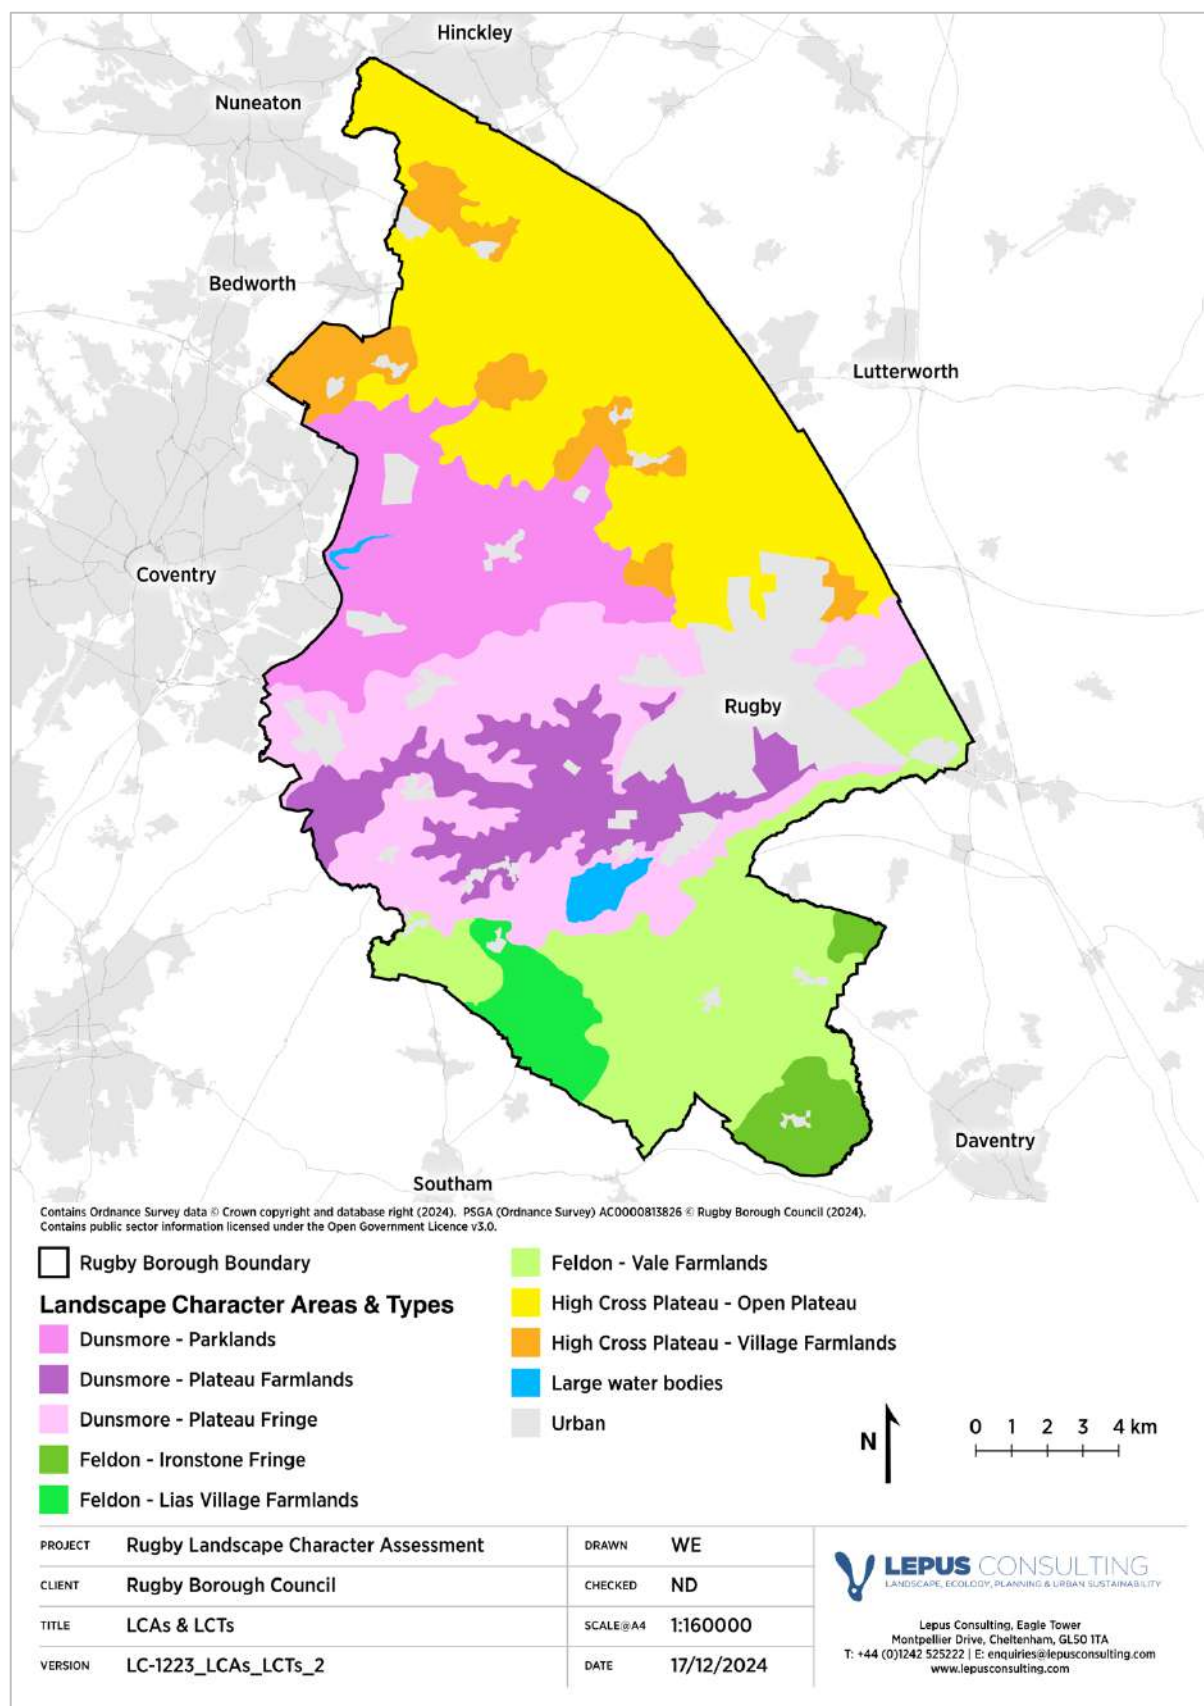 Hinckley
Nuneaton
Bedworth
Lutterworth
Coventry
Rugby
Daventry
Southam
Contains Ordnance Survey data © Crown copyright and database right (2024). PSGA (Ordnance Survey) AC0000813826 © Rugby Borough Council (2024).
Contains public sector information licensed under the Open Government Licence v3.0.
Rugby Borough Boundary
Landscape Character Areas & Types
Dunsmore - Parklands
Dunsmore - Plateau Farmlands
Dunsmore - Plateau Fringe
Feldon - Ironstone Fringe
Feldon - Lias Village Farmlands
Feldon - Vale Farmlands
High Cross Plateau - Open Plateau
High Cross Plateau - Village Farmlands
Large water bodies
Urban
N
0 1 2 3 4 km
PROJECT Rugby Landscape Character Assessment
CLIENT Rugby Borough Council
TITLE LCAs & LCTs
VERSION LC-1223_LCAs_LCTs_2
DRAWN WE
CHECKED ND
SCALE@A4 1:160000
DATE 17/12/2024
LEPUS CONSULTING
LANDSCAPE, ECOLOGY, PLANNING & URBAN SUSTAINABILITY
Lepus Consulting, Eagle Tower
Montpellier Drive, Cheltenham, GL50 1TA
T: +44 (0)1242 525222 | E: enquiries@lepusconsulting.com
www.lepusconsulting.com